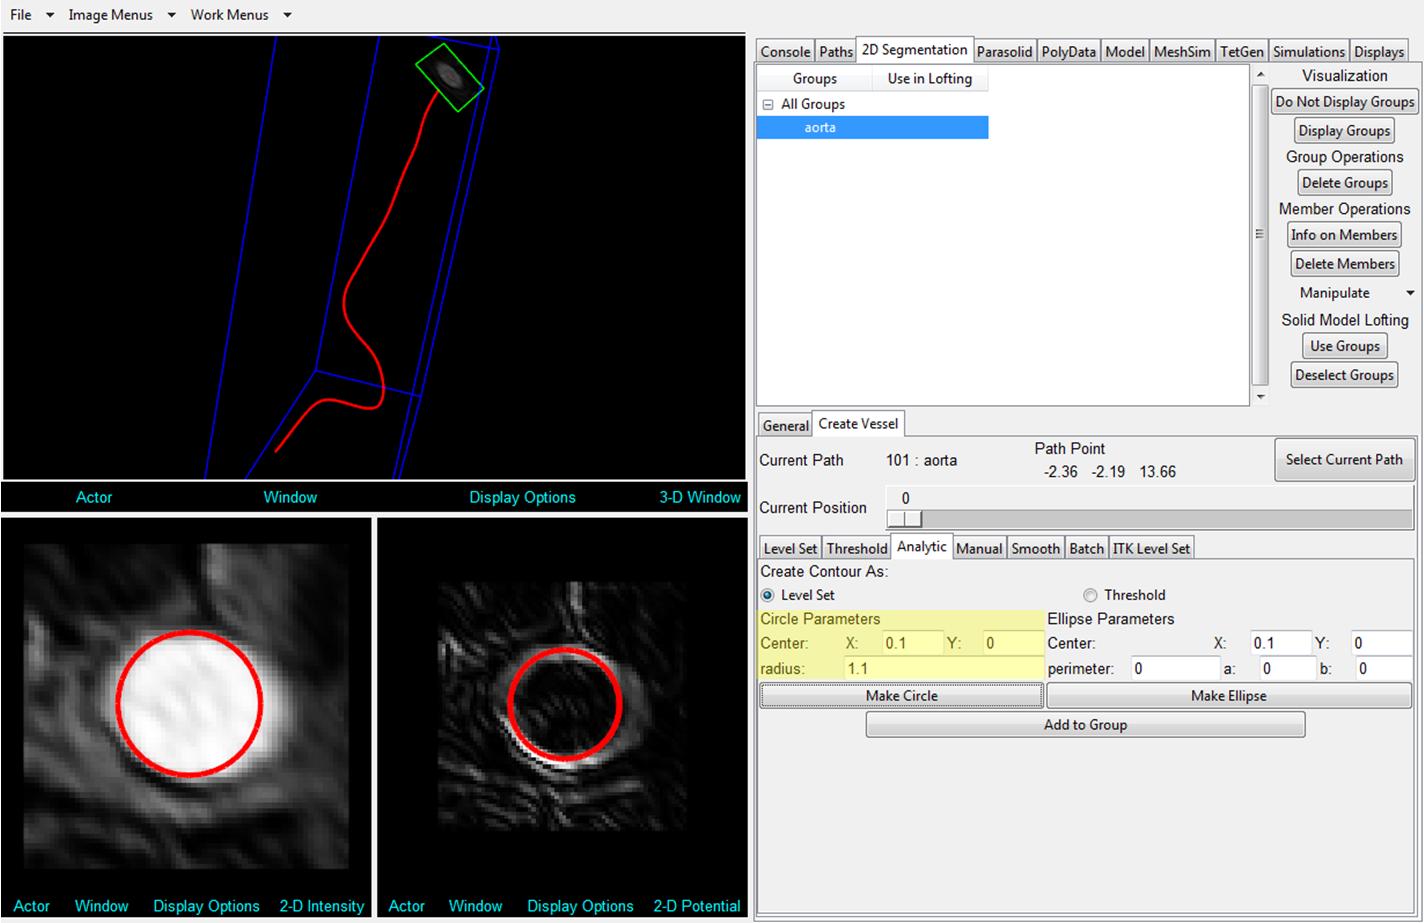 File Image Menus Work Menus
Actor Window Display Options 3-D Window
Actor Window Display Options 2-D Intensity
Actor Window Display Options 2-D Potential
Console Paths 2D Segmentation Parasolid PolyData Model MeshSim TetGen Simulations Displays
Groups Use in Lofting
All Groups
aorta
Visualization
Do Not Display Groups
Display Groups
Group Operations
Delete Groups
Member Operations
Info on Members
Delete Members
Manipulate
Solid Model Lofting
Use Groups
Deselect Groups
General Create Vessel
Current Path 101 : aorta
Path Point
-2.36 -2.19 13.66
Select Current Path
Current Position 0
Level Set Threshold Analytic Manual Smooth Batch ITK Level Set
Create Contour As:
Level Set Threshold
Circle Parameters Ellipse Parameters
Center: X: 0.1 Y: 0 Center: X: 0.1 Y: 0
radius: 1.1 perimeter: 0 a: 0 b: 0
Make Circle Make Ellipse
Add to Group